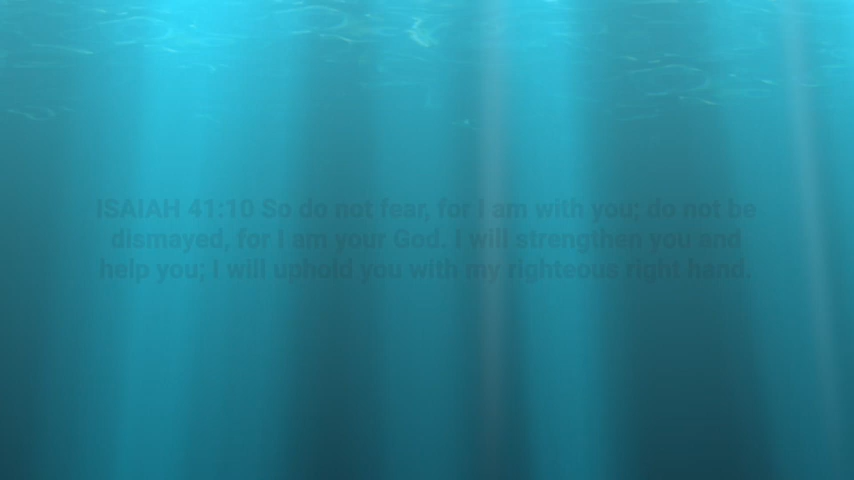 ISAIAH 41:10 So do not fear, for I am with you; do not be
dismayed, for I am your God. I will strengthen you and
help you; I will uphold you with my righteous right hand.